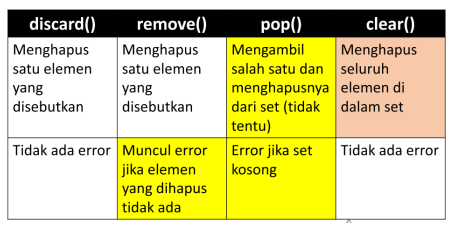 discard()
remove()
pop()
clear()
Menghapus
satu elemen
yang
disebutkan
Menghapus
satu elemen
yang
disebutkan
Mengambil
salah satu dan
menghapusnya
dari set (tidak
tentu)
Menghapus
seluruh
elemen di
dalam set
Tidak ada error
Muncul error
jika elemen
yang dihapus
tidak ada
Error jika set
kosong
Tidak ada error